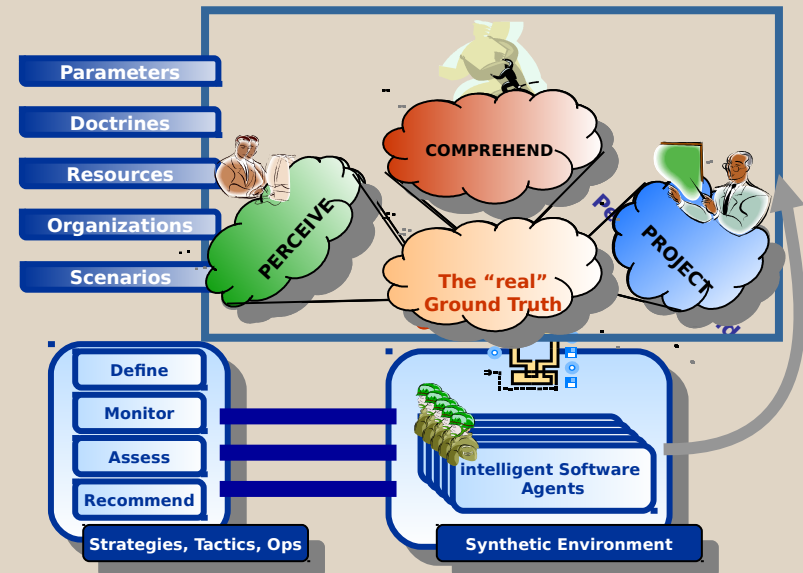 Parameters
Doctrines
Resources
Organizations
Scenarios
COMPREHEND
PERCEIVE
PROJECT
The “real”
Ground Truth
Define
Monitor
Assess
Recommend
intelligent Software
Agents
Strategies, Tactics, Ops
Synthetic Environment